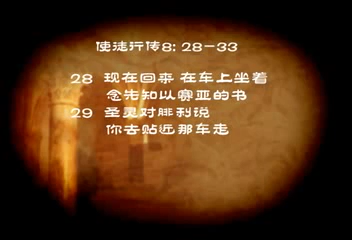 使徒行传8: 28-33
28 现在回来 在车上坐着
念先知以赛亚的书
29 圣灵对腓利说
你去贴近那车走